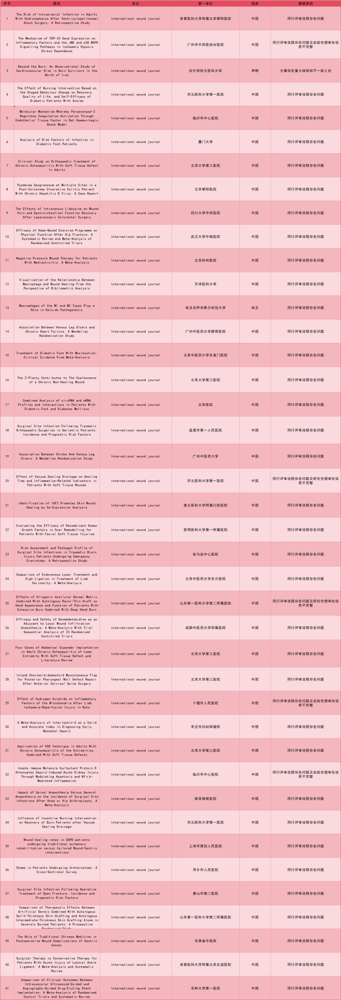 序号 题目 杂志 第一单位 国家 撤稿原因
The Risk of Intracranial Infection in Adults
1 With Hydrocephalus After Ventriculoperitoneal International wound journal 首都医科大学附属北京朝阳医院 中国 同行评审流程存在问题
Shunt Surgery: A Retrospective Study
The Mechanism of TDP-43 Gene Expression on
Inflammatory Factors and the JNK and p38 MAPK
Signalling Pathways in Ischaemic Hypoxic
Stress Dependence
2 International wound journal 广州市中西医结合医院 中国 同行评审流程存在问题及实验伦理审批信
息不完整
Beyond the Burn: An Observational Study of
3 Cardiovascular Risk in Burn Survivors in the International wound journal 拉什特桂兰医科大学 伊朗 文章存在重大错误和不一致之处
North of Iran
The Effect of Nursing Intervention Based on
the Staged Behaviour Change on Recovery,
Quality of Life, and Self-Efficacy of
Diabetic Patients With Scalds
4 International wound journal 河北医科大学第一医院 中国 同行评审流程存在问题
Molecular Mechanism Whereby Paraoxonase-2
Regulates Coagulation Activation Through
Endothelial Tissue Factor in Rat Haemorrhagic
Shock Model
5 International wound journal 临沂市中心医院 中国 同行评审流程存在问题
Analysis of Risk Factors of Infection in
Diabetic Foot Patients
6 International wound journal 厦门大学 中国 同行评审流程存在问题
Clinical Study on Orthopaedic Treatment of
7 Chronic Osteomyelitis With Soft Tissue Defect International wound journal 北京大学第三医院 中国 同行评审流程存在问题
In Adults
Pyoderma Gangrenosum at Multiple Sites in a
8 Post-Colostomy Ulcerative Colitis Patient International wound journal 北京朝阳医院 中国 同行评审流程存在问题
With Chronic Hepatitis B Virus: A Case Report
The Effects of Intravenous Lidocaine on Wound
9 Pain and Gastrointestinal Function Recovery International wound journal 四川大学华西医院 中国 同行评审流程存在问题
After Laparoscopic Colorectal Surgery
Efficacy of Home-Based Exercise Programme on
Physical Function After Hip Fracture: A
Systematic Review and Meta-Analysis of
Randomised Controlled Trials
10 International wound journal 武汉大学中南医院 中国 同行评审流程存在问题
Negative Pressure Wound Therapy for Patients
With Mediastinitis: A Meta-Analysis
11 International wound journal 北京协和医院 中国 同行评审流程存在问题
Visualization of the Relationship Between
12 Macrophage and Wound Healing From the International wound journal 天津医科大学 中国 同行评审流程存在问题
Perspective of Bibliometric Analysis
Macrophages of the M1 and M2 Types Play a
Role in Keloids Pathogenesis
13 International wound journal 埃及吉萨米斯尔科技大学 埃及 同行评审流程存在问题
Association Between Venous Leg Ulcers and
14 Chronic Heart Failure: A Mendelian International wound journal 广州中医药大学顺德医院 中国 同行评审流程存在问题
Randomization Study
Treatment of Diabetic Foot With Moxibustion:
Clinical Evidence From Meta-Analysis
15 International wound journal 北京中医药大学东直门医院 中国 同行评审流程存在问题
The Z-Plasty Contributes to The Coalescence
of a Chronic Non-Healing Wound
16 International wound journal 北京大学第三医院 中国 同行评审流程存在问题
Combined Analysis of circRNA and mRNA
17 Profiles and Interactions in Patients With International wound journal 北京医院 中国 同行评审流程存在问题
Diabetic Foot and Diabetes Mellitus
Surgical Site Infection Following Traumatic
18 Orthopaedic Surgeries in Geriatric Patients: International wound journal 宜昌市第一人民医院 中国 同行评审流程存在问题
Incidence and Prognostic Risk Factors
Association Between Stroke And Venous Leg
Ulcers: A Mendelian Randomization Study
19 International wound journal 广州中医药大学 中国 同行评审流程存在问题
Effect of Vacuum Sealing Drainage on Healing
20 Time and Inflammation-Related Indicators in International wound journal 河北医科大学第一医院 中国 同行评审流程存在问题及研究伦理审批信
Patients With Soft Tissue Wounds 息不完整
Identification of IGF2 Promotes Skin Wound
Healing by Co-Expression Analysis
21 International wound journal 遵义医科大学附属口腔医院 中国 同行评审流程存在问题
Evaluating the Efficacy of Recombinant Human
22 Growth Factors in Scar Remodelling for International wound journal 昆明医科大学第一附属医院 中国 同行评审流程存在问题
Patients With Facial Soft Tissue Injuries
Risk Assessment and Pathogen Profile of
Surgical Site Infections in Traumatic Brain
Injury Patients Undergoing Emergency
Craniotomy: A Retrospective Study
23 International wound journal 驻马店中心医院 中国 同行评审流程存在问题
Comparison of Endovenous Laser Treatment and
24 High Ligation in Treatment of Limb International wound journal 北京中医药大学东方医院 中国 同行评审流程存在问题
Varicosity: A Meta-Analysis
Effects of Allogenic Acellular Dermal Matrix
Combined With Autologous Razor-Thin Graft on
Hand Appearance and Function of Patients With
Extensive Burn Combined With Deep Hand Burn
25 International wound journal 山东第一医科大学第二附属医院 中国 同行评审流程存在问题及研究伦理审批信
息不完整
Efficacy and Safety of Dexmedetomidine as an
Adjuvant to Local Wound Infiltration
26 Anaesthesia: A Meta-Analysis With Trial International wound journal 成都中医药大学附属医院 中国 同行评审流程存在问题
Sequential Analysis of 23 Randomised
Controlled Trials
Four Cases of Abdominal Expander Implantation
in Adult Chronic Osteomyelitis of Lower
Extremity With Soft Tissue Defect and
Literature Review
27 International wound journal 北京大学第三医院 中国 同行评审流程存在问题
Island Sternocleidomastoid Myocutaneous Flap
28 for Posterior Pharyngeal Wall Defect Repair International wound journal 北京大学第三医院 中国 同行评审流程存在问题
After Anterior Cervical Spine Surgery
Effect of Hydrogen Sulphide on Inflammatory
29 Factors of the Mitochondria After Limb International wound journal 十堰市人民医院 中国 同行评审流程存在问题及实验伦理审批信
Ischaemia-Reperfusion Injury in Rats 息不完整
A Meta-Analysis of Interleukin-6 as a Valid
30 and Accurate Index in Diagnosing Early International wound journal 枣庄市妇幼保健院 中国 同行评审流程存在问题
Neonatal Sepsis
Application of VSD Technique in Adults With
31 Chronic Osteomyelitis of the Extremities International wound journal 北京大学第三医院 中国 同行评审流程存在问题
Combined With Soft Tissue Defects
Innate Immune Molecule Surfactant Protein D
Attenuates Sepsis-Induced Acute Kidney Injury
Through Modulating Apoptosis and Nfκb-
Mediated Inflammation
32 International wound journal 临沂市中心医院 中国 同行评审流程存在问题及实验伦理审批信
息不完整
Impact of Spinal Anaesthesia Versus General
Anaesthesia on the Incidence of Surgical Site
Infections After Knee or Hip Arthroplasty: A
Meta-Analysis
33 International wound journal 南京鼓楼医院 中国 同行评审流程存在问题
Influence of Incentive Nursing Intervention
34 on Recovery of Burn Patients after Vacuum International wound journal 河北医科大学第一医院 中国 同行评审流程存在问题
Sealing Drainage
Wound healing rates in COPD patients
undergoing traditional pulmonary
rehabilitation versus tailored Wound-Centric
interventions
35 International wound journal 上海市第四人民医院 中国 同行评审流程存在问题
Shame in Patients Undergoing Ureterostomy: A
Cross-Sectional Survey
36 International wound journal 萍乡市人民医院 中国 同行评审流程存在问题
Surgical Site Infection Following Operative
37 Treatment of Open Fracture: Incidence and International wound journal 唐山市第二医院 中国 同行评审流程存在问题
Prognostic Risk Factors
Comparison of Therapeutic Effects Between
Artificial Dermis Combined With Autologous
Split-Thickness Skin Grafting and Autologous
Intermediate-Thickness Skin Grafting Alone in
Severely Burned Patients: A Prospective
Randomised Study
38 International wound journal 山东第一医科大学第二附属医院 中国 同行评审流程存在问题
The Role of Traditional Chinese Medicine in
39 Postoperative Wound Complications of Gastric International wound journal 甘肃省中医院 中国 同行评审流程存在问题
Cancer
Surgical Therapy vs Conservative Therapy for
Patients With Acute Injury of Lateral Ankle
Ligament: A Meta-Analysis and Systematic
Review
40 International wound journal 首都医科大学附属北京友谊医院 中国 同行评审流程存在问题
Comparison of Clinical Outcomes Between
Intravascular Ultrasound-Guided and
41 Angiography-Guided Drug-Eluting Stent International wound journal 吉林大学第一医院 中国 同行评审流程存在问题
Implantation: A Meta-Analysis of Randomised
Control Trials and Systematic Review